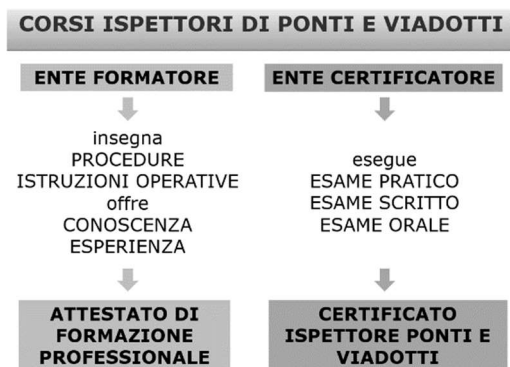 CORSI ISPETTORI DI PONTI E VIADOTTI
ENTE FORMATORE
insegna
PROCEDURE
ISTRUZIONI OPERATIVE
offre
CONOSCENZA
ESPERIENZA
ATTESTATO DI
FORMAZIONE
PROFESSIONALE
ENTE CERTIFICATORE
esegue
ESAME PRATICO
ESAME SCRITTO
ESAME ORALE
CERTIFICATO
ISPETTORE PONTI E
VIADOTTI